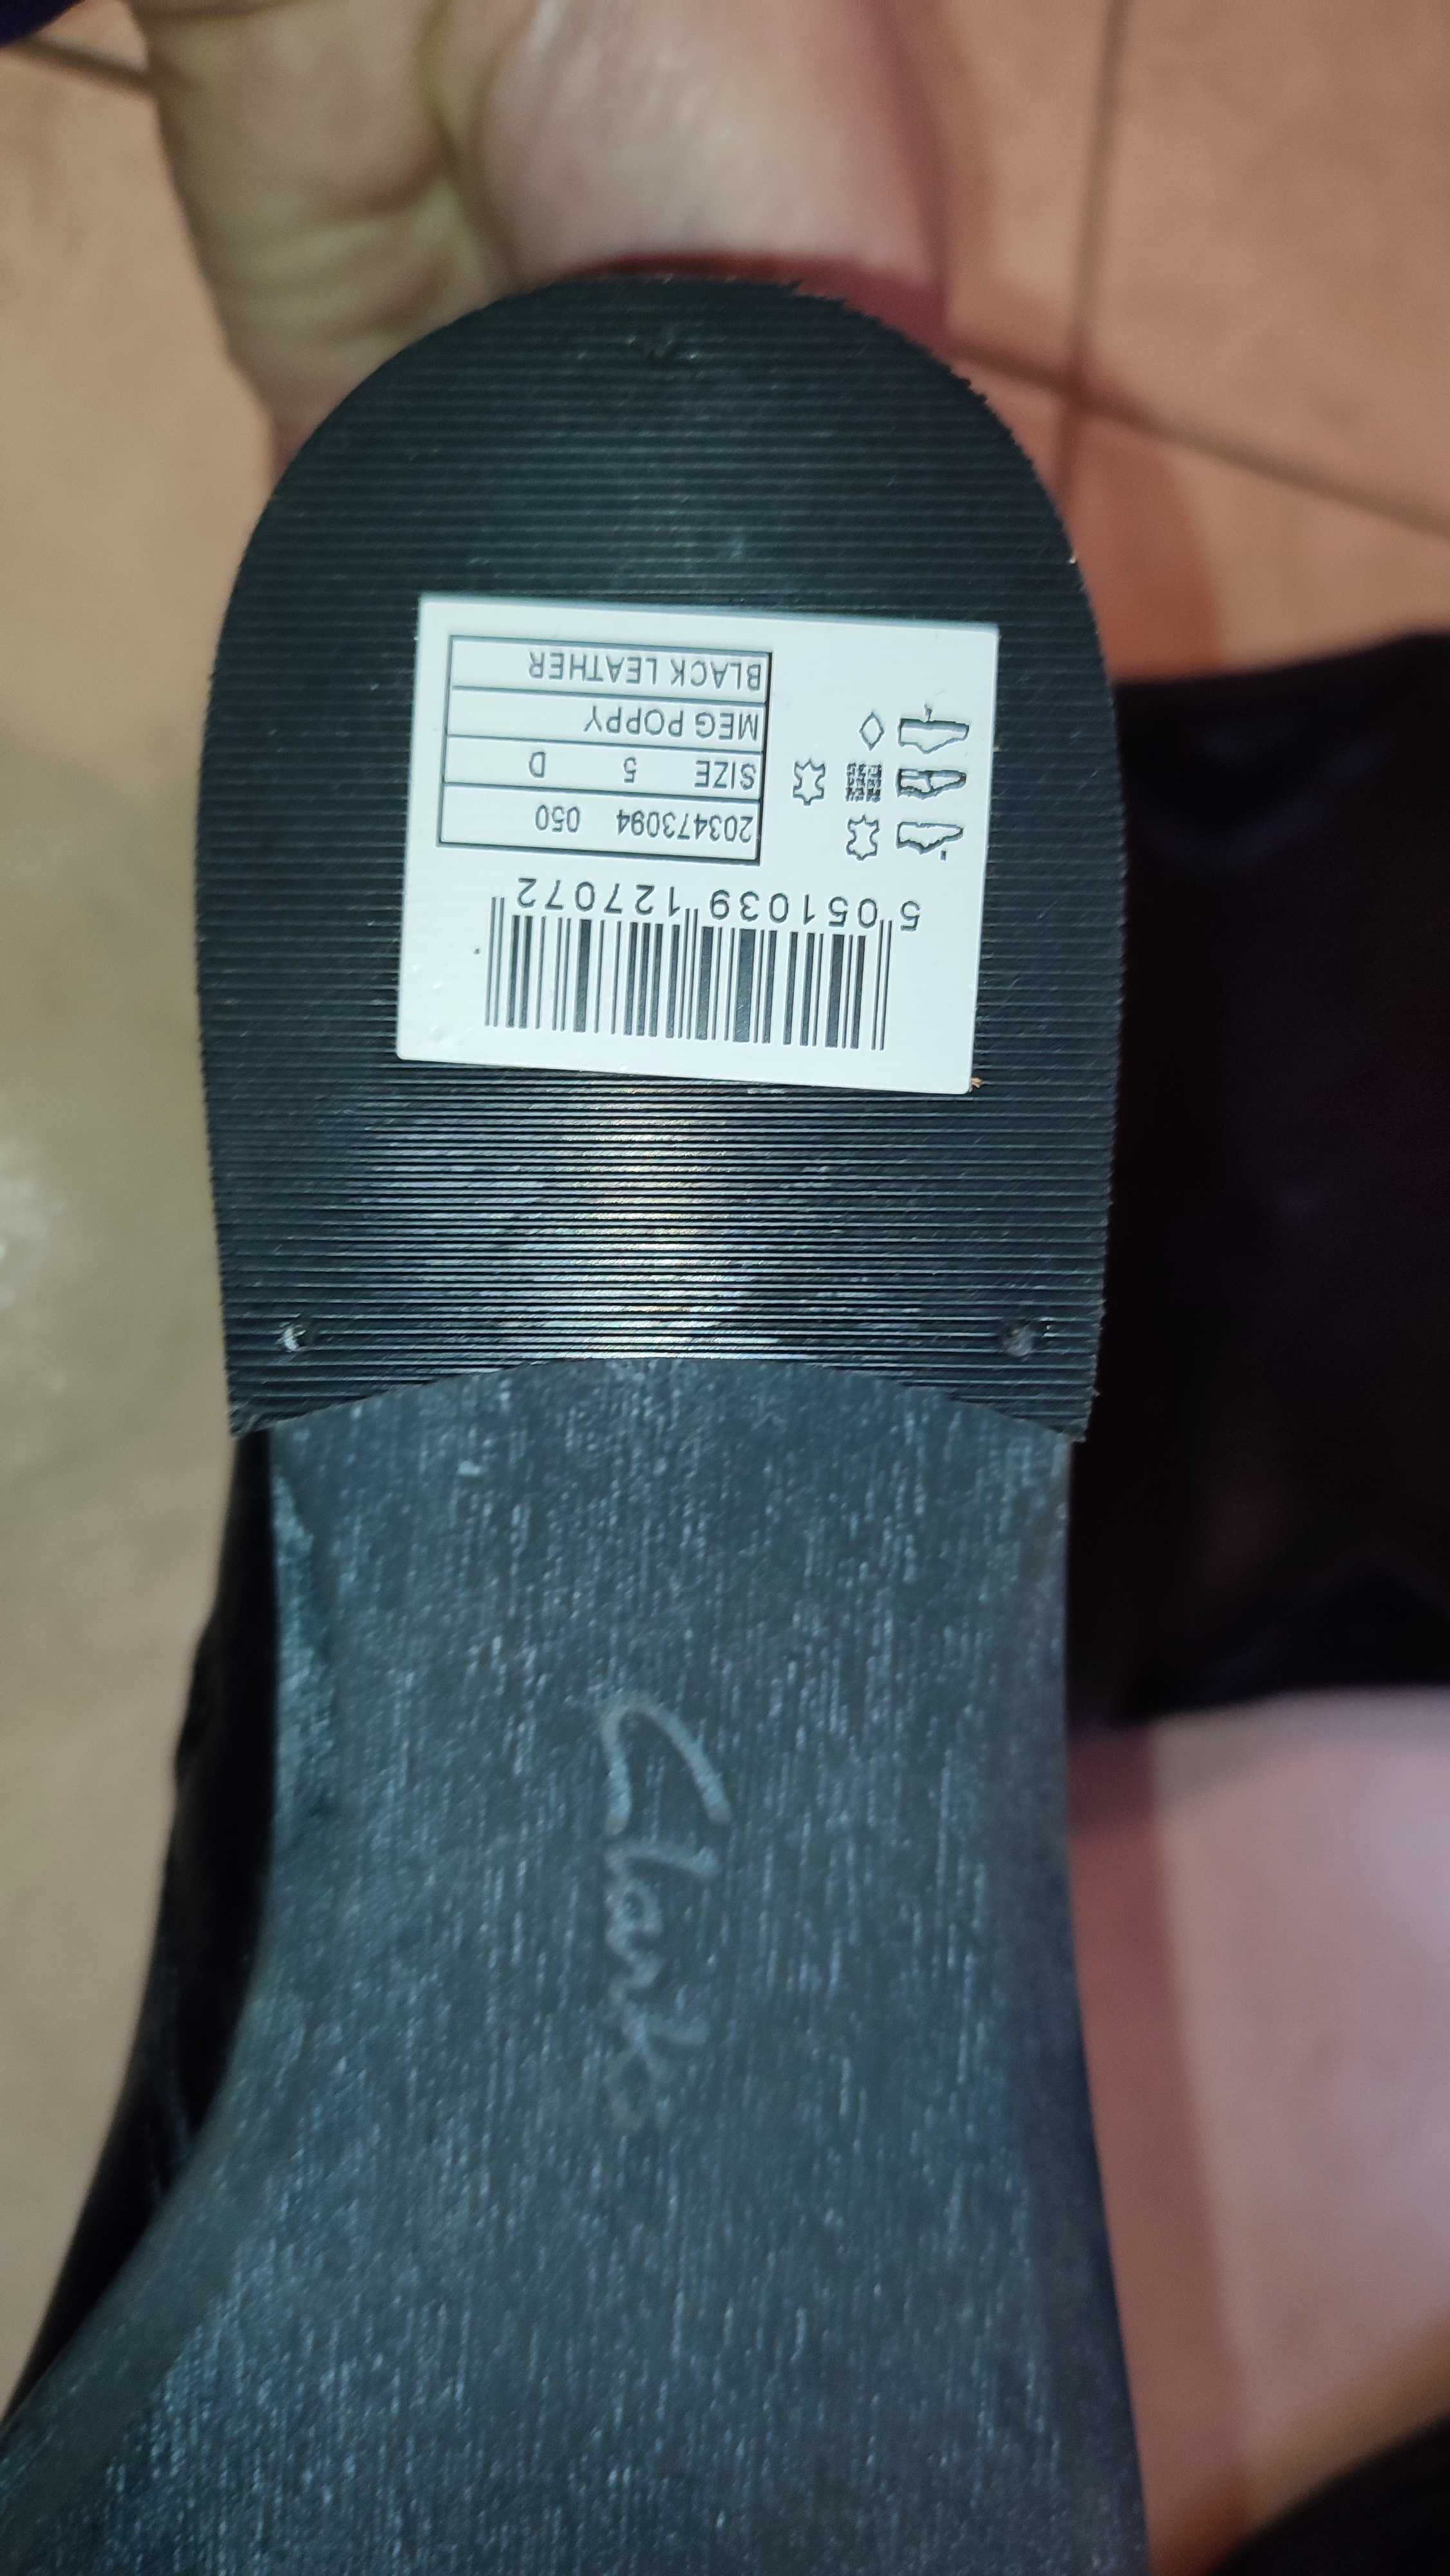 5 051039 127072
203473094 050
SIZE 5 D
MEG POPPY
BLACK LEATHER
Clarks